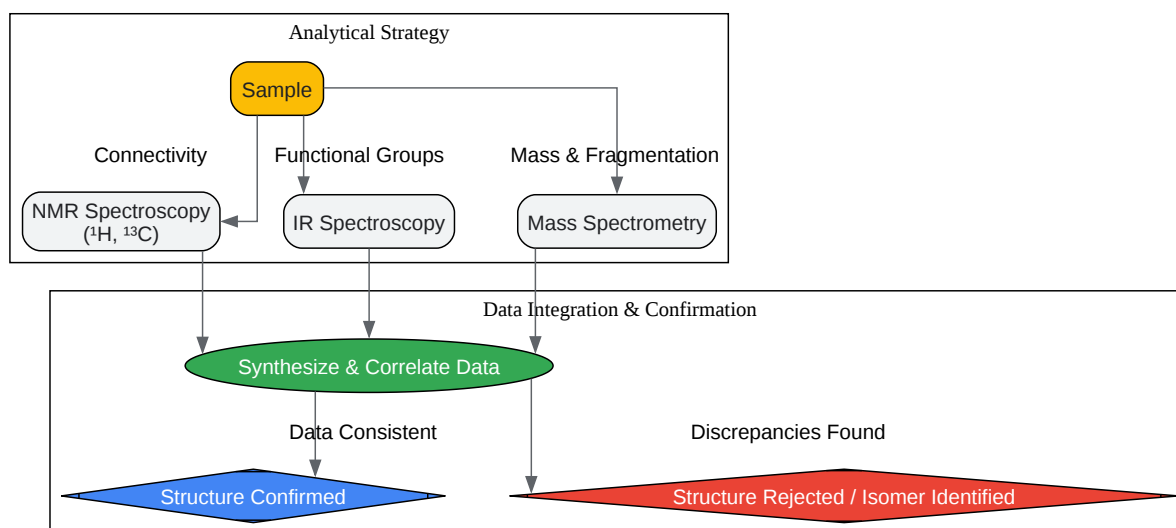 Analytical Strategy
Sample
Connectivity
Functional Groups
Mass & Fragmentation
NMR Spectroscopy
(¹H, ¹³C)
IR Spectroscopy
Mass Spectrometry
Data Integration & Confirmation
Synthesize & Correlate Data
Data Consistent
Discrepancies Found
Structure Confirmed
Structure Rejected / Isomer Identified